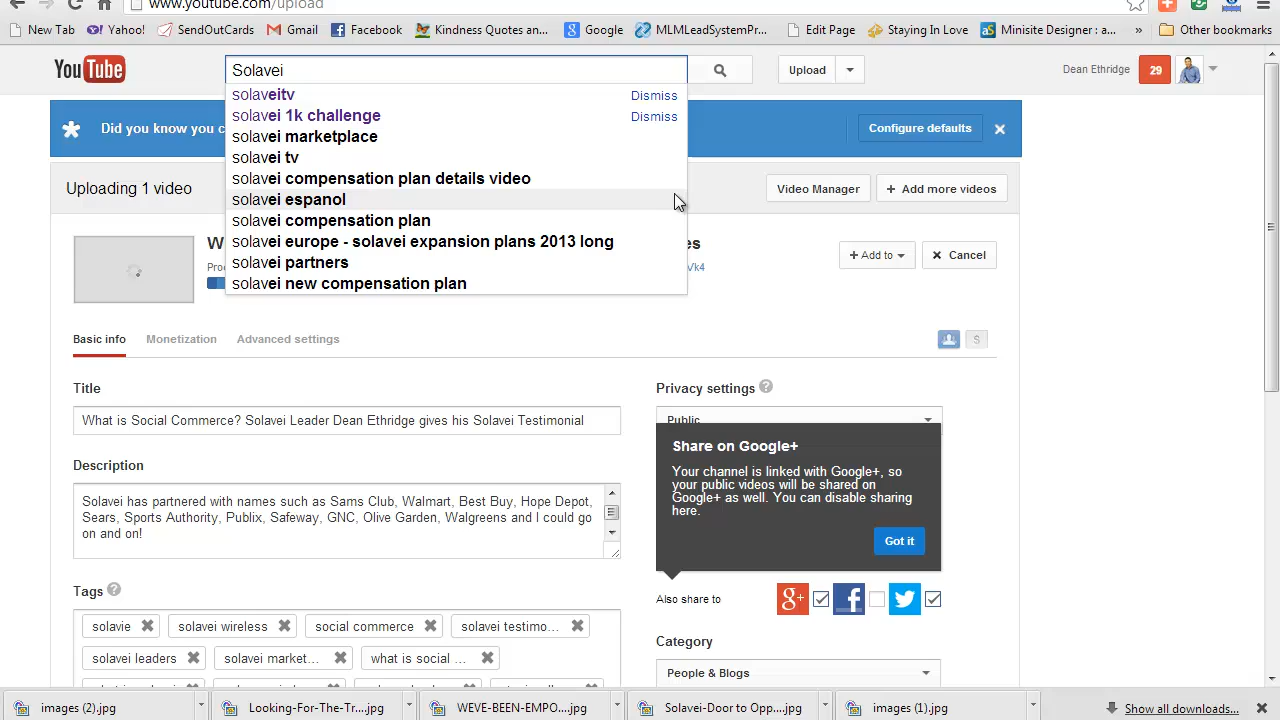 www.youtube.com/upload
New Tab Yahoo! SendOutCards Gmail Facebook Kindness Quotes an... Google MLMLeadSystemPr... Edit Page Staying In Love Minisite Designer : a... » Other bookmarks
YouTube Solavei Upload Dean Ethridge 29
solaveitv Dismiss
solavei 1k challenge Dismiss
solavei marketplace
solavei tv
solavei compensation plan details video
solavei espanol
solavei compensation plan
solavei europe - solavei expansion plans 2013 long
solavei partners
solavei new compensation plan
Did you know you c Configure defaults
Uploading 1 video Video Manager + Add more videos
W es
Proc Vk4
+ Add to Cancel
Basic info Monetization Advanced settings $
Title
What is Social Commerce? Solavei Leader Dean Ethridge gives his Solavei Testimonial
Description
Solavei has partnered with names such as Sams Club, Walmart, Best Buy, Hope Depot,
Sears, Sports Authority, Publix, Safeway, GNC, Olive Garden, Walgreens and I could go
on and on!
Tags ?
solavie solavei wireless social commerce solavei testimo...
solavei leaders solavei market... what is social ...
Privacy settings ?
Public
Share on Google+
Your channel is linked with Google+, so
your public videos will be shared on
Google+ as well. You can disable sharing
here.
Got it
Also share to g+ f
Category
People & Blogs
images (2).jpg Looking-For-The-Tr....jpg WEVE-BEEN-EMPO....jpg Solavei-Door to Opp....jpg images (1).jpg Show all downloads...